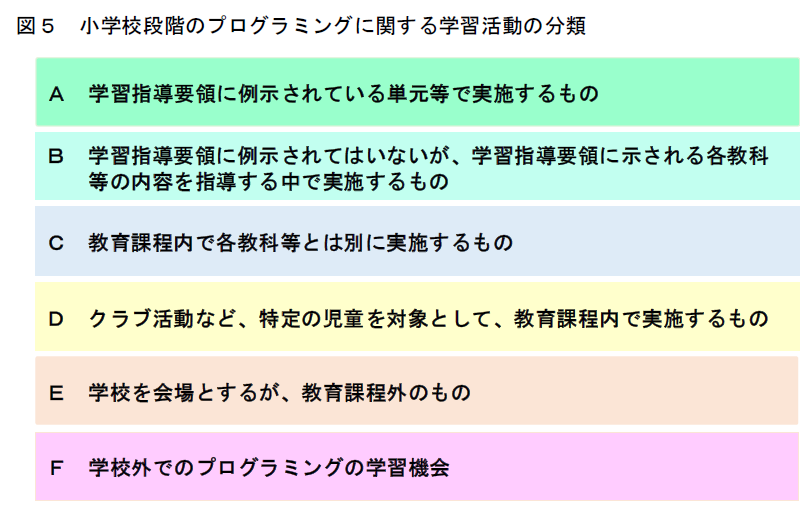 図5 小学校段階のプログラミングに関する学習活動の分類
A 学習指導要領に例示されている単元等で実施するもの
B 学習指導要領に例示されてはいないが、学習指導要領に示される各教科
等の内容を指導する中で実施するもの
C 教育課程内で各教科等とは別に実施するもの
D クラブ活動など、特定の児童を対象として、教育課程内で実施するもの
E 学校を会場とするが、教育課程外のもの
F 学校外でのプログラミングの学習機会